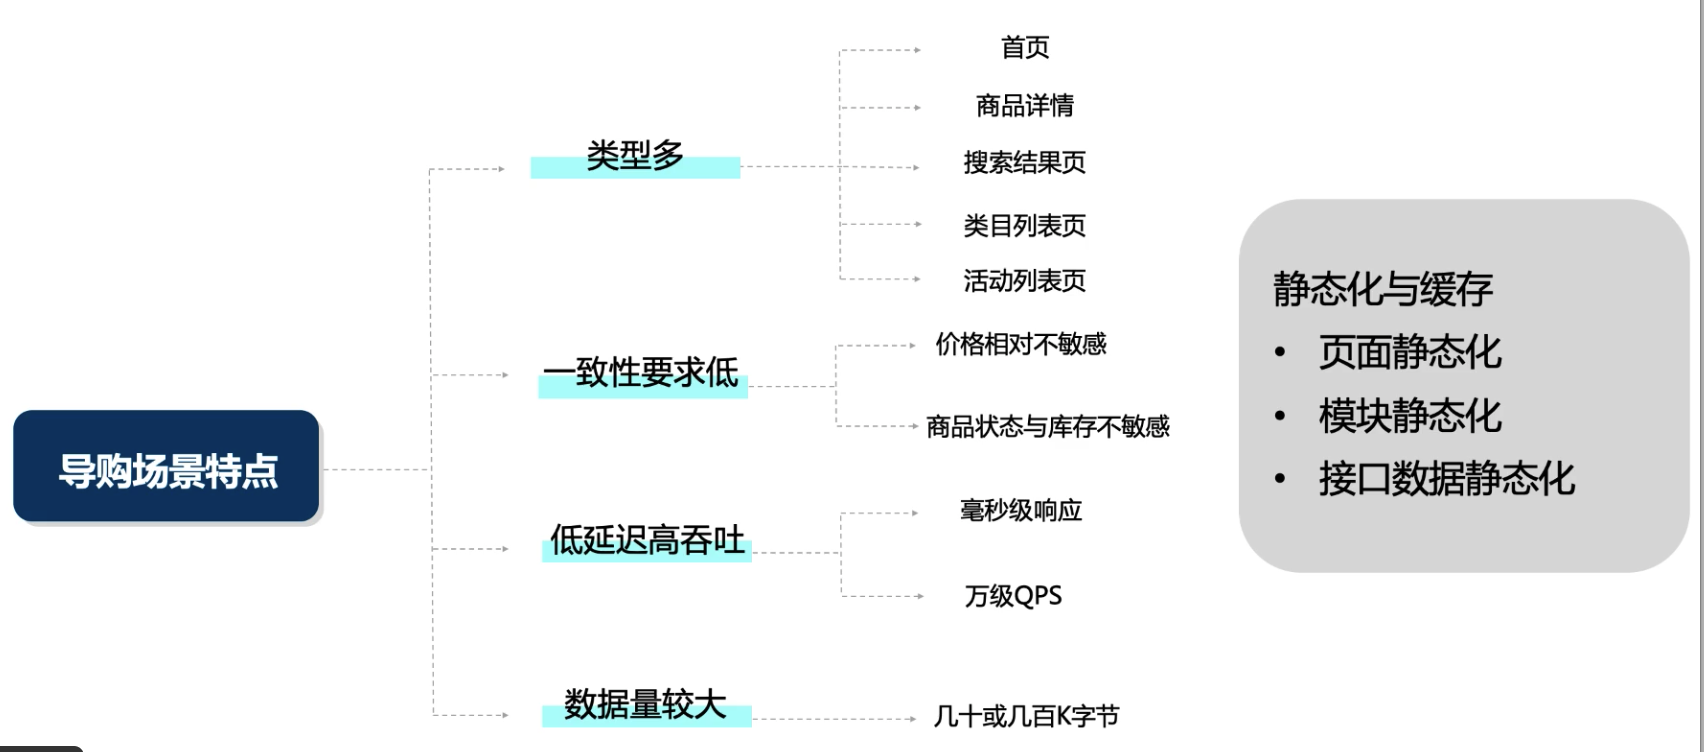 导购场景特点
类型多
首页
商品详情
搜索结果页
类目列表页
活动列表页
一致性要求低
价格相对不敏感
商品状态与库存不敏感
低延迟高吞吐
毫秒级响应
万级QPS
数据量较大
几十或几百K字节
静态化与缓存
• 页面静态化
• 模块静态化
• 接口数据静态化